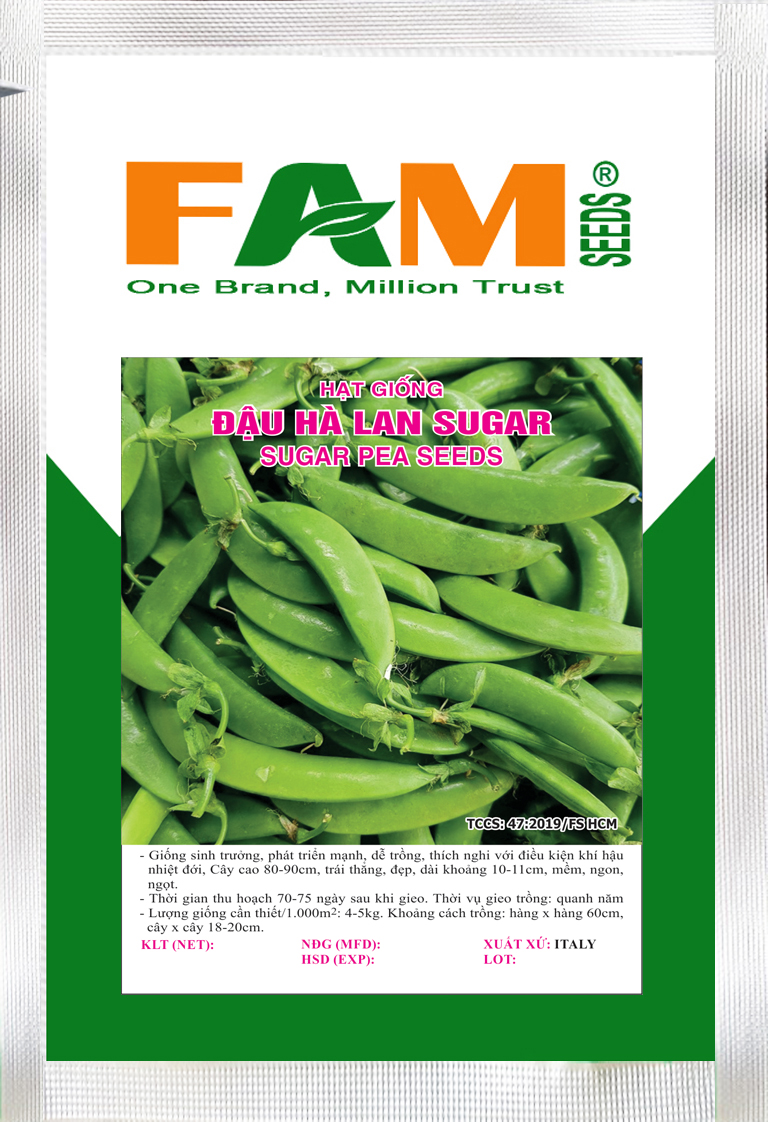 FAM SEEDS ®
One Brand, Million Trust
HẠT GIỐNG
ĐẬU HÀ LAN SUGAR
SUGAR PEA SEEDS
TCCS: 47:2019/FS HCM
- Giống sinh trưởng, phát triển mạnh, dễ trồng, thích nghi với điều kiện khí hậu
nhiệt đới, Cây cao 80-90cm, trái thẳng, đẹp, dài khoảng 10-11cm, mềm, ngon,
ngọt.
- Thời gian thu hoạch 70-75 ngày sau khi gieo. Thời vụ gieo trồng: quanh năm
- Lượng giống cần thiết/1.000m²: 4-5kg. Khoảng cách trồng: hàng x hàng 60cm,
cây x cây 18-20cm.
KLT (NET): NĐG (MFD): XUẤT XỨ: ITALY
HSD (EXP): LOT: